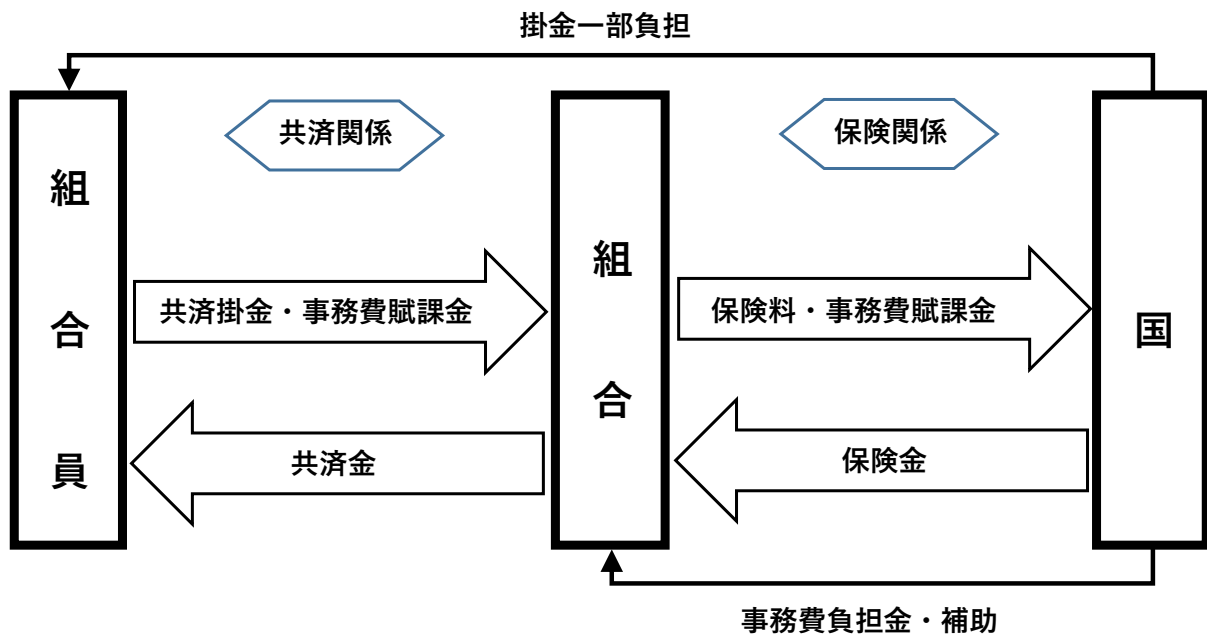 掛金一部負担
共済関係
保険関係
組合員
組合
国
共済掛金・事務費賦課金
保険料・事務費賦課金
共済金
保険金
事務費負担金・補助